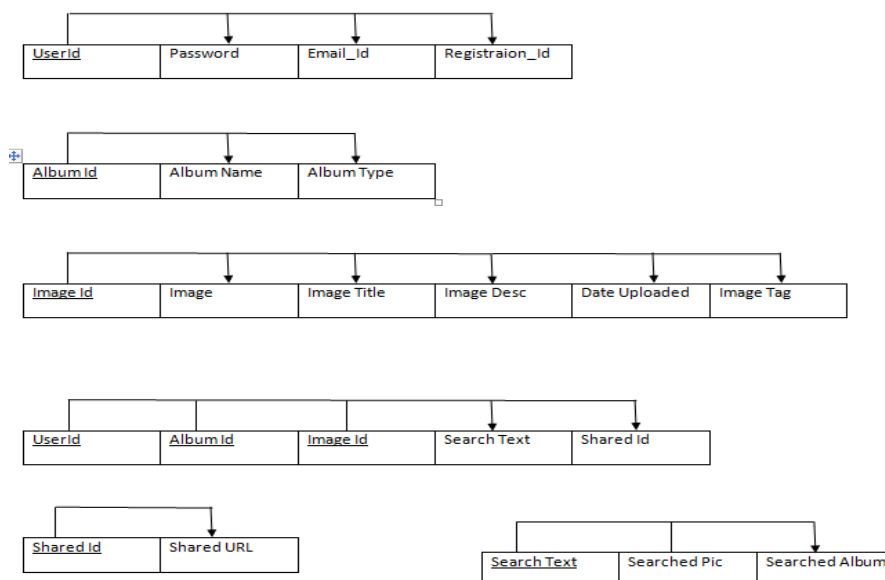 UserId Password Email_Id Registraion_Id
Album Id Album Name Album Type
Image Id Image Image Title Image Desc Date Uploaded Image Tag
UserId Album Id Image Id Search Text Shared Id
Shared Id Shared URL
Search Text Searched Pic Searched Album